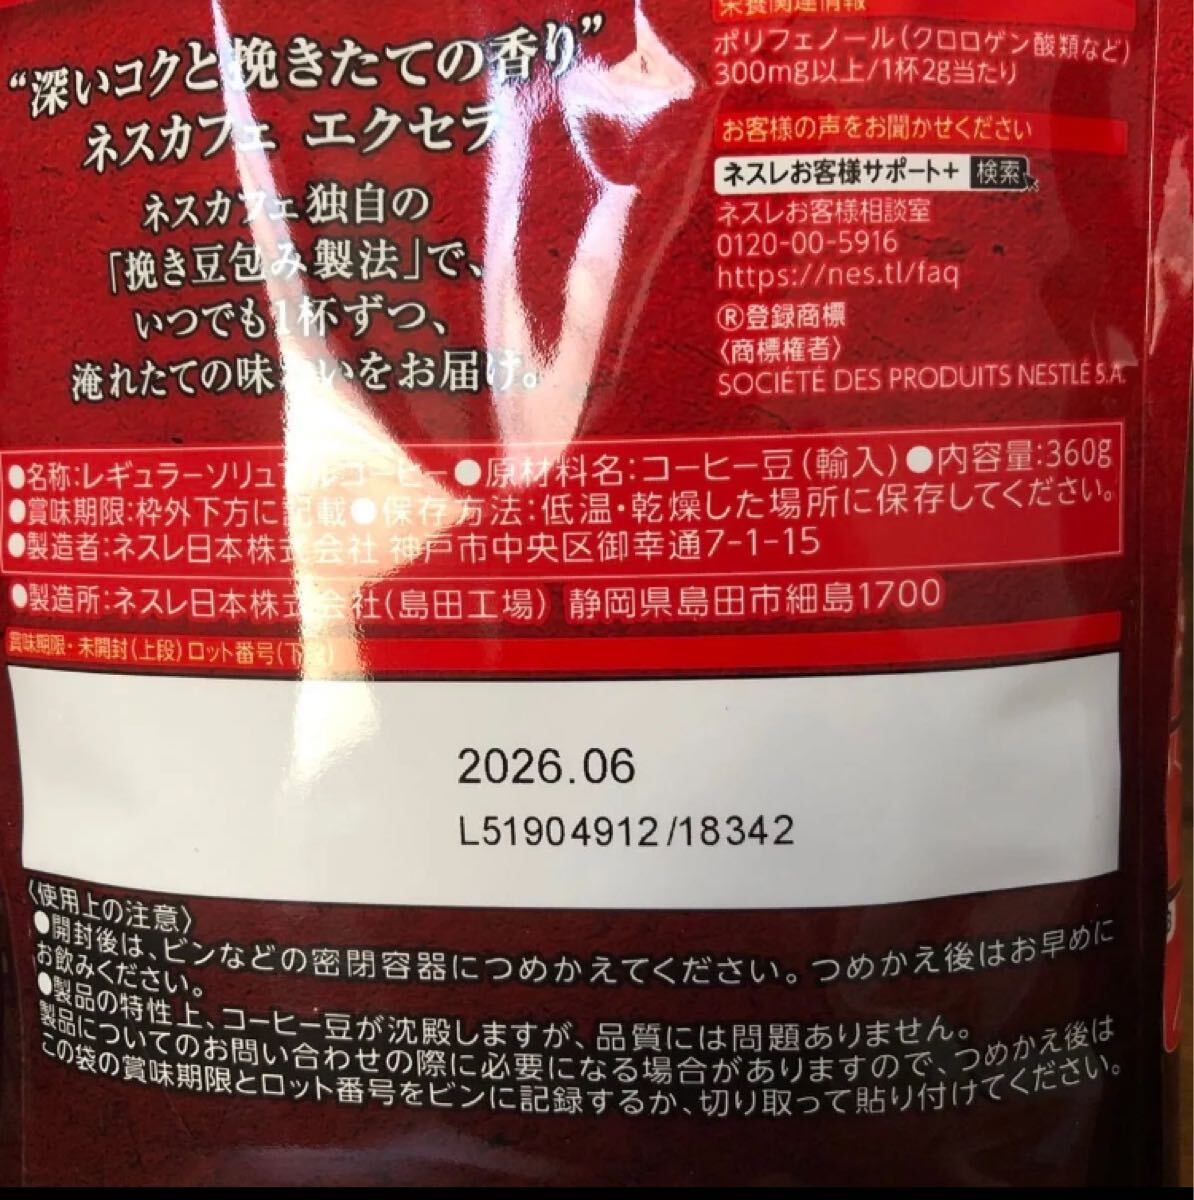 “深いコクと挽きたての香り”
ネスカフェ エクセラ
ネスカフェ独自の
「挽き豆包み製法」で、
いつでも1杯ずつ、
淹れたての味わいをお届け。
栄養関連情報
ポリフェノール(クロロゲン酸類など)
300mg以上/1杯2g当たり
お客様の声をお聞かせください
ネスレお客様サポート+ 検索
ネスレお客様相談室
0120-00-5916
https://nes.tl/faq
Ⓡ登録商標
〈商標権者〉
SOCIÉTÉ DES PRODUITS NESTLÉ S.A.
●名称:レギュラーソリュブルコーヒー●原材料名:コーヒー豆(輸入)●内容量:360g
●賞味期限:枠外下方に記載●保存方法:低温・乾燥した場所に保存してください。
●製造者:ネスレ日本株式会社 神戸市中央区御幸通7-1-15
●製造所:ネスレ日本株式会社(島田工場) 静岡県島田市細島1700
賞味期限・未開封(上段) ロット番号(下段)
2026.06
L51904912/18342
〈使用上の注意〉
●開封後は、ビンなどの密閉容器につめかえてください。つめかえ後はお早めに
お飲みください。
●製品の特性上、コーヒー豆が沈殿しますが、品質には問題ありません。
製品についてのお問い合わせの際に必要になる場合がありますので、つめかえ後は
この袋の賞味期限とロット番号をビンに記録するか、切り取って貼り付けてください。